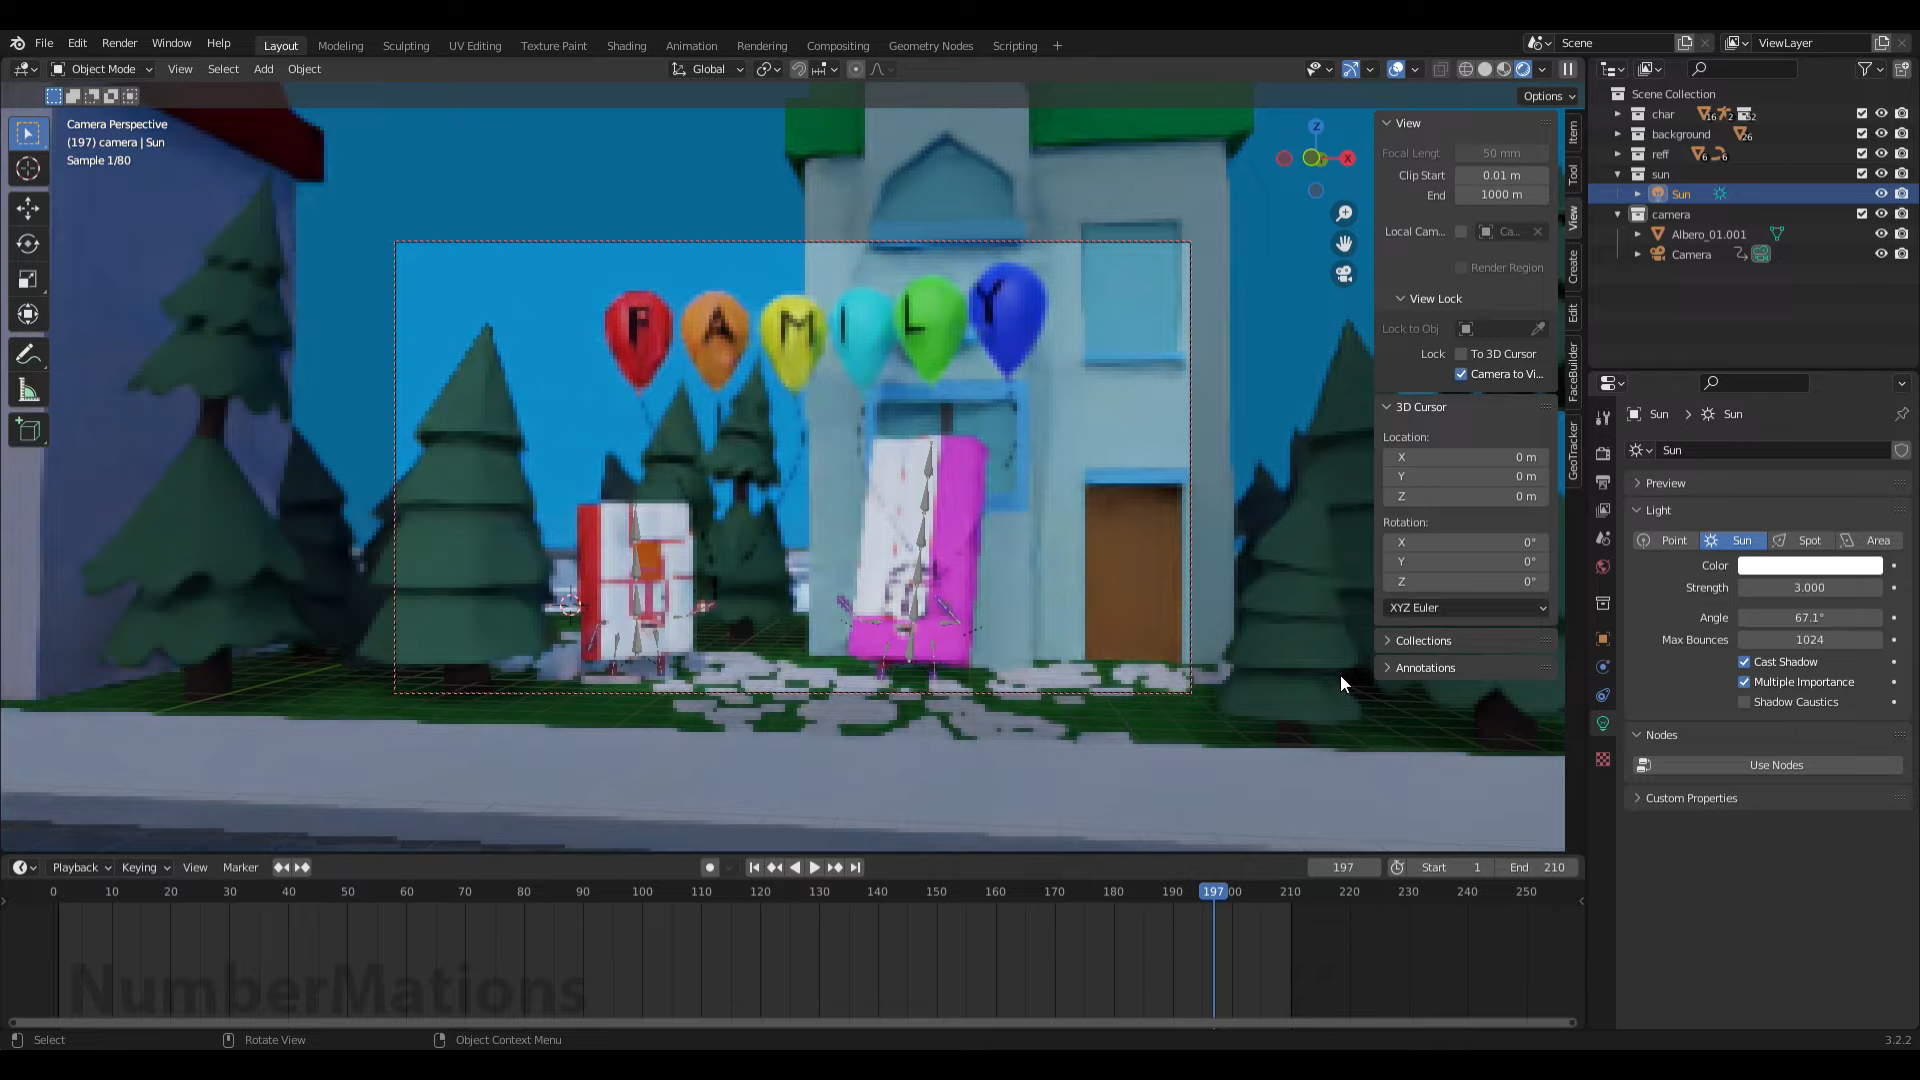 File Edit Render Window Help Layout Modeling Sculpting UV Editing Texture Paint Shading Animation Rendering Compositing Geometry Nodes Scripting + Scene ViewLayer
Object Mode View Select Add Object Global
Options
Camera Perspective
(197) camera | Sun
Sample 1/80
F A M I L Y
Z
X
View
Focal Lengt 50 mm
Clip Start 0.01 m
End 1000 m
Local Cam... Ca...
Render Region
View Lock
Lock to Obj
Lock To 3D Cursor
Camera to Vi...
3D Cursor
Location:
X 0 m
Y 0 m
Z 0 m
Rotation:
X 0°
Y 0°
Z 0°
XYZ Euler
Collections
Annotations
Item
Tool
View
Create
Edit
FaceBuilder
GeoTracker
Scene Collection
char 16 2 52
background 26
reff 6 6
sun
Sun
camera
Albero_01.001
Camera
Sun > Sun
Sun
Preview
Light
Point Sun Spot Area
Color
Strength 3.000
Angle 67.1°
Max Bounces 1024
Cast Shadow
Multiple Importance
Shadow Caustics
Nodes
Use Nodes
Custom Properties
Playback Keying View Marker 197 Start 1 End 210
0 10 20 30 40 50 60 70 80 90 100 110 120 130 140 150 160 170 180 190 197 00 210 220 230 240 250
NumberMations
Select Rotate View Object Context Menu 3.2.2